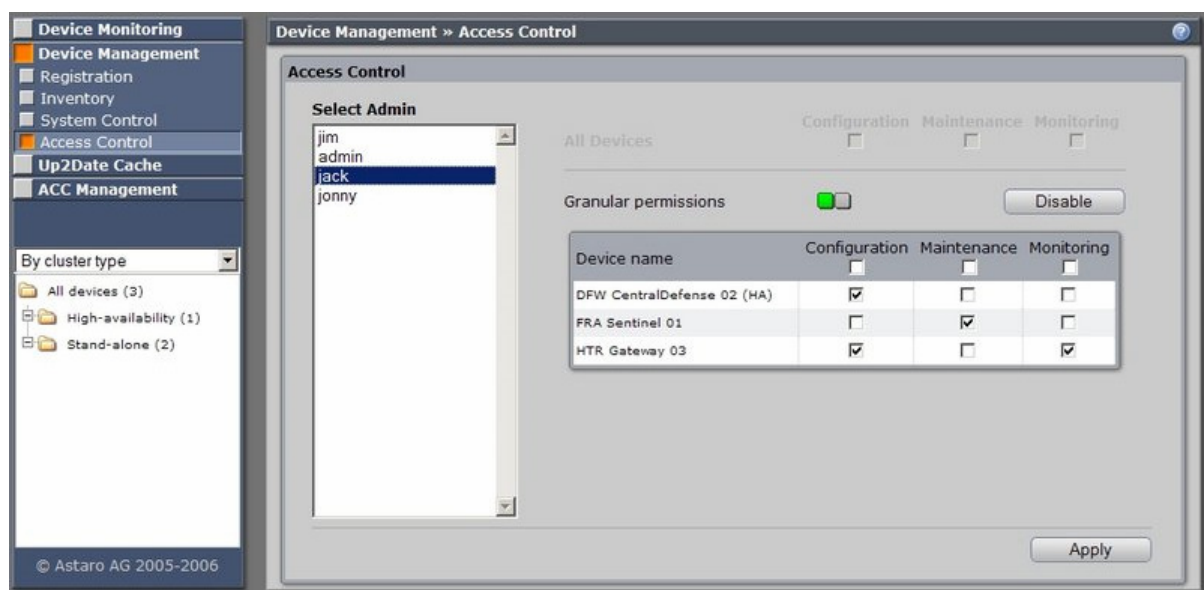 Device Monitoring
Device Management
Registration
Inventory
System Control
Access Control
Up2Date Cache
ACC Management
By cluster type
All devices (3)
High-availability (1)
Stand-alone (2)
© Astaro AG 2005-2006
Device Management » Access Control
?
Access Control
Select Admin
jim
admin
jack
jonny
Configuration Maintenance Monitoring
All Devices
Granular permissions
Disable
Device name Configuration Maintenance Monitoring
DFW CentralDefense 02 (HA)
FRA Sentinel 01
HTR Gateway 03
Apply